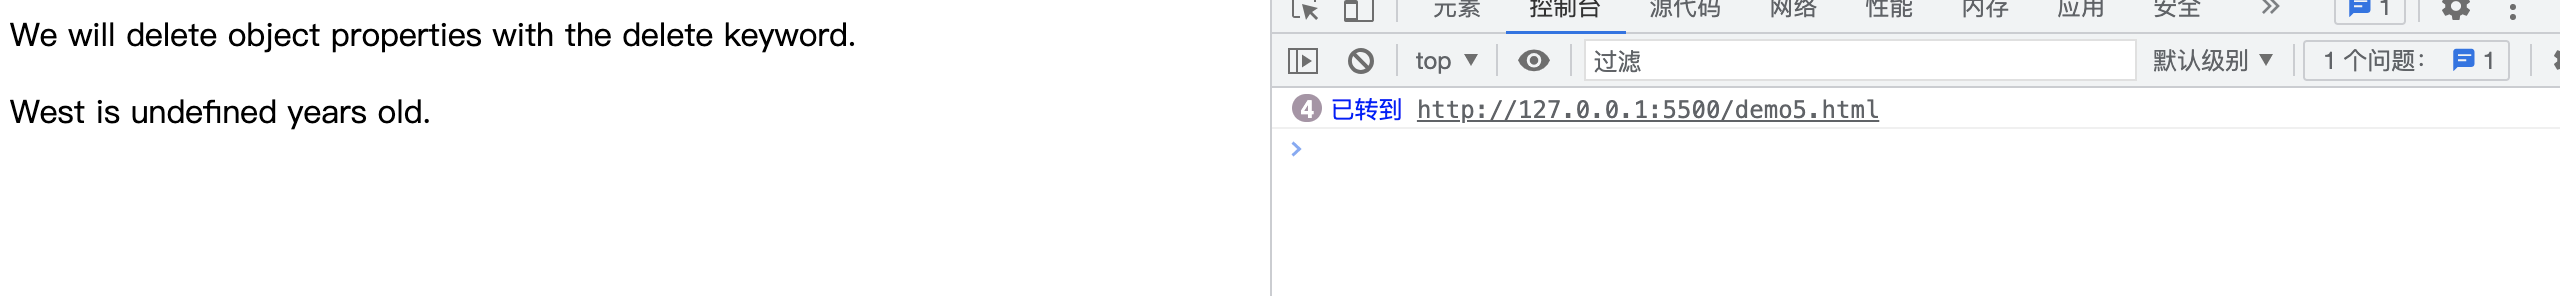 We will delete object properties with the delete keyword.
West is undefined years old.
元素 控制台 源代码 网络 性能 内存 应用 安全 » 1
top ▼ 过滤 默认级别 ▼ 1 个问题: 1
4 已转到 http://127.0.0.1:5500/demo5.html
>